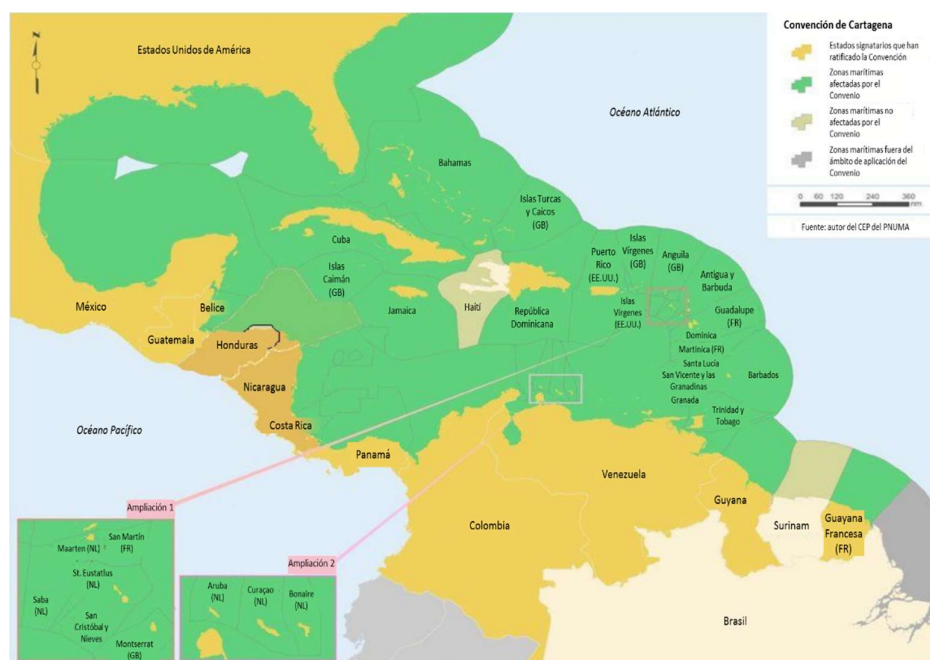 Convención de Cartagena
Estados signatarios que han
ratificado la Convención
Zonas marítimas
afectadas por el
Convenio
Zonas marítimas no
afectadas por el
Convenio
Zonas marítimas fuera del
ámbito de aplicación del
Convenio
0 60 120 240 360
nm
Fuente: autor del CEP del PNUMA
N
Estados Unidos de América
Océano Atlántico
Bahamas
Islas Turcas
y Caicos
(GB)
Cuba
Islas
Caimán
(GB)
Puerto
Rico
(EE.UU.)
Islas
Vírgenes
(GB)
Anguila
(GB)
Antigua y
Barbuda
México
Belice
Jamaica
Haití
República
Dominicana
Islas
Vírgenes
(EE.UU.)
Guadalupe
(FR)
Guatemala
Honduras
Dominica
Martinica (FR)
Santa Lucía
San Vicente y las
Granadinas
Barbados
Nicaragua
Granada
Trinidad y
Tobago
Océano Pacífico
Costa Rica
Panamá
Venezuela
Guyana
Colombia
Surinam
Guayana
Francesa
(FR)
Brasil
Ampliación 1
Maarten (NL)
San Martín
(FR)
St. Eustatlus
(NL)
Saba
(NL)
San
Cristóbal y
Nieves
Montserrat
(GB)
Ampliación 2
Aruba
(NL)
Curaçao
(NL)
Bonaire
(NL)